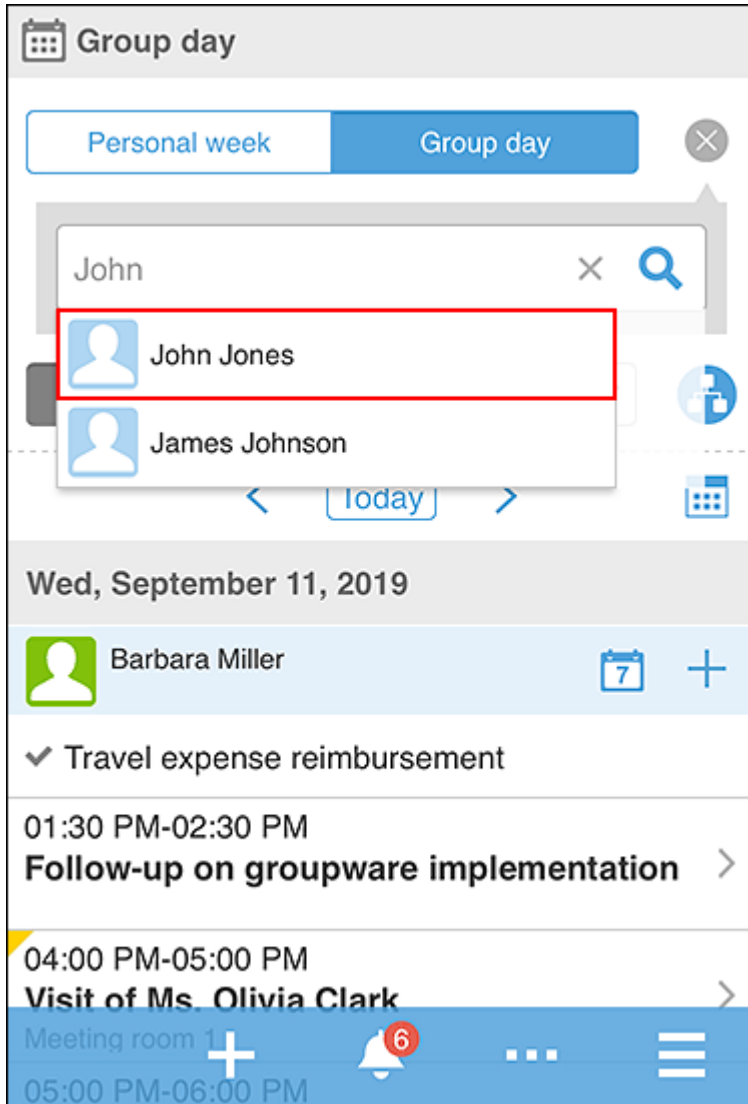 Group day
Personal week Group day
John
John Jones
James Johnson
Today
Wed, September 11, 2019
Barbara Miller
7
Travel expense reimbursement
01:30 PM-02:30 PM
Follow-up on groupware implementation
04:00 PM-05:00 PM
Visit of Ms. Olivia Clark
Meeting room 1
6
05:00 PM-06:00 PM